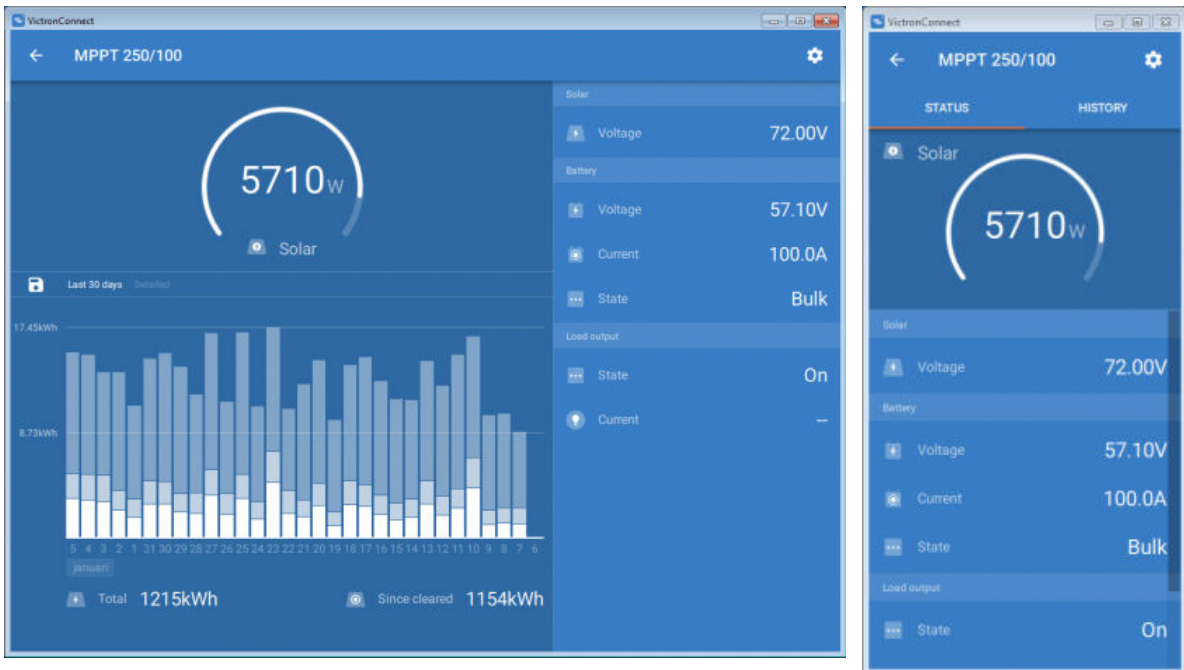 VictronConnect
MPPT 250/100
5710W
Solar
Last 30 days Detailed
17.45kWh
8.73kWh
5 4 3 2 1 31 30 29 28 27 26 25 24 23 22 21 20 19 18 17 16 15 14 13 12 11 10 9 8 7 6
januari
Total 1215kWh Since cleared 1154kWh
Solar
Voltage 72.00V
Battery
Voltage 57.10V
Current 100.0A
State Bulk
Load output
State On
Current --
VictronConnect
MPPT 250/100
STATUS HISTORY
Solar
5710W
Solar
Voltage 72.00V
Battery
Voltage 57.10V
Current 100.0A
State Bulk
Load output
State On